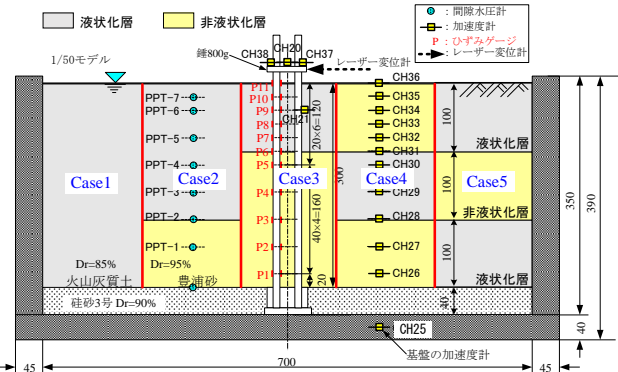 液状化層
非液状化層
：間隙水圧計
：加速度計
P ：ひずみゲージ
：レーザー変位計
1/50モデル
錘800g
CH38
CH20
CH37
レーザー変位計
CH36
P11
P10
P9
P8
P7
P6
P5
P4
P3
P2
P1
CH21
PPT-7
PPT-6
PPT-5
PPT-4
PPT-3
PPT-2
PPT-1
CH35
CH34
CH33
CH32
CH31
CH30
CH29
CH28
CH27
CH26
20×6=120
40×4=160
300
20
Case1
Case2
Case3
Case4
Case5
100
100
100
40
液状化層
非液状化層
液状化層
350
390
40
Dr=85%
火山灰質土
Dr=95%
豊浦砂
硅砂3号 Dr=90%
CH25
基盤の加速度計
45
700
45